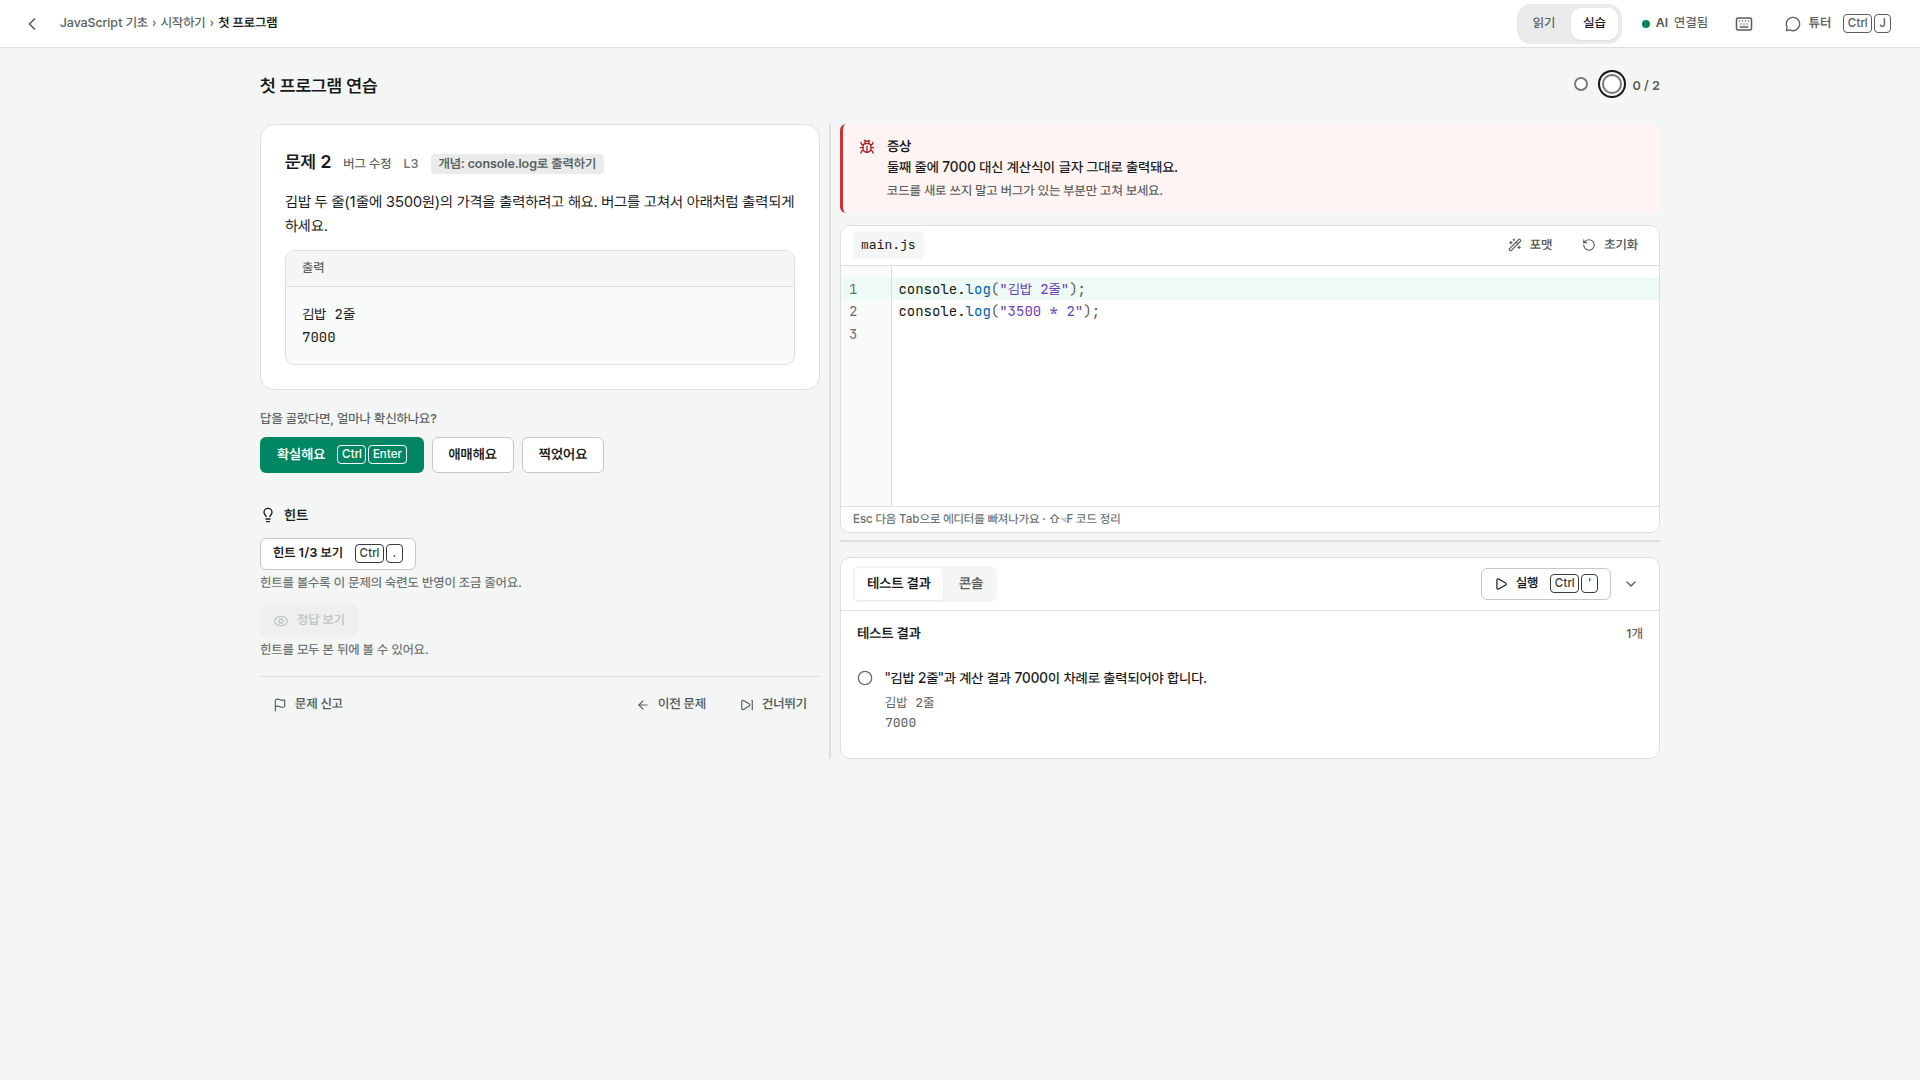 JavaScript 기초 › 시작하기 › 첫 프로그램
읽기 실습 AI 연결됨 튜터 Ctrl J
첫 프로그램 연습
0 / 2
문제 2 버그 수정 L3 개념: console.log로 출력하기
김밥 두 줄(1줄에 3500원)의 가격을 출력하려고 해요. 버그를 고쳐서 아래처럼 출력되게
하세요.
출력
김밥 2줄
7000
답을 골랐다면, 얼마나 확신하나요?
확실해요 Ctrl Enter 애매해요 찍었어요
힌트
힌트 1/3 보기 Ctrl .
힌트를 볼수록 이 문제의 숙련도 반영이 조금 줄어요.
정답 보기
힌트를 모두 본 뒤에 볼 수 있어요.
문제 신고 이전 문제 건너뛰기
증상
둘째 줄에 7000 대신 계산식이 글자 그대로 출력돼요.
코드를 새로 쓰지 말고 버그가 있는 부분만 고쳐 보세요.
main.js 포맷 초기화
1 console.log("김밥 2줄");
2 console.log("3500 * 2");
3
Esc 다음 Tab으로 에디터를 빠져나가요 · ⇧⌥F 코드 정리
테스트 결과 콘솔 실행 Ctrl '
테스트 결과 1개
"김밥 2줄"과 계산 결과 7000이 차례로 출력되어야 합니다.
김밥 2줄
7000